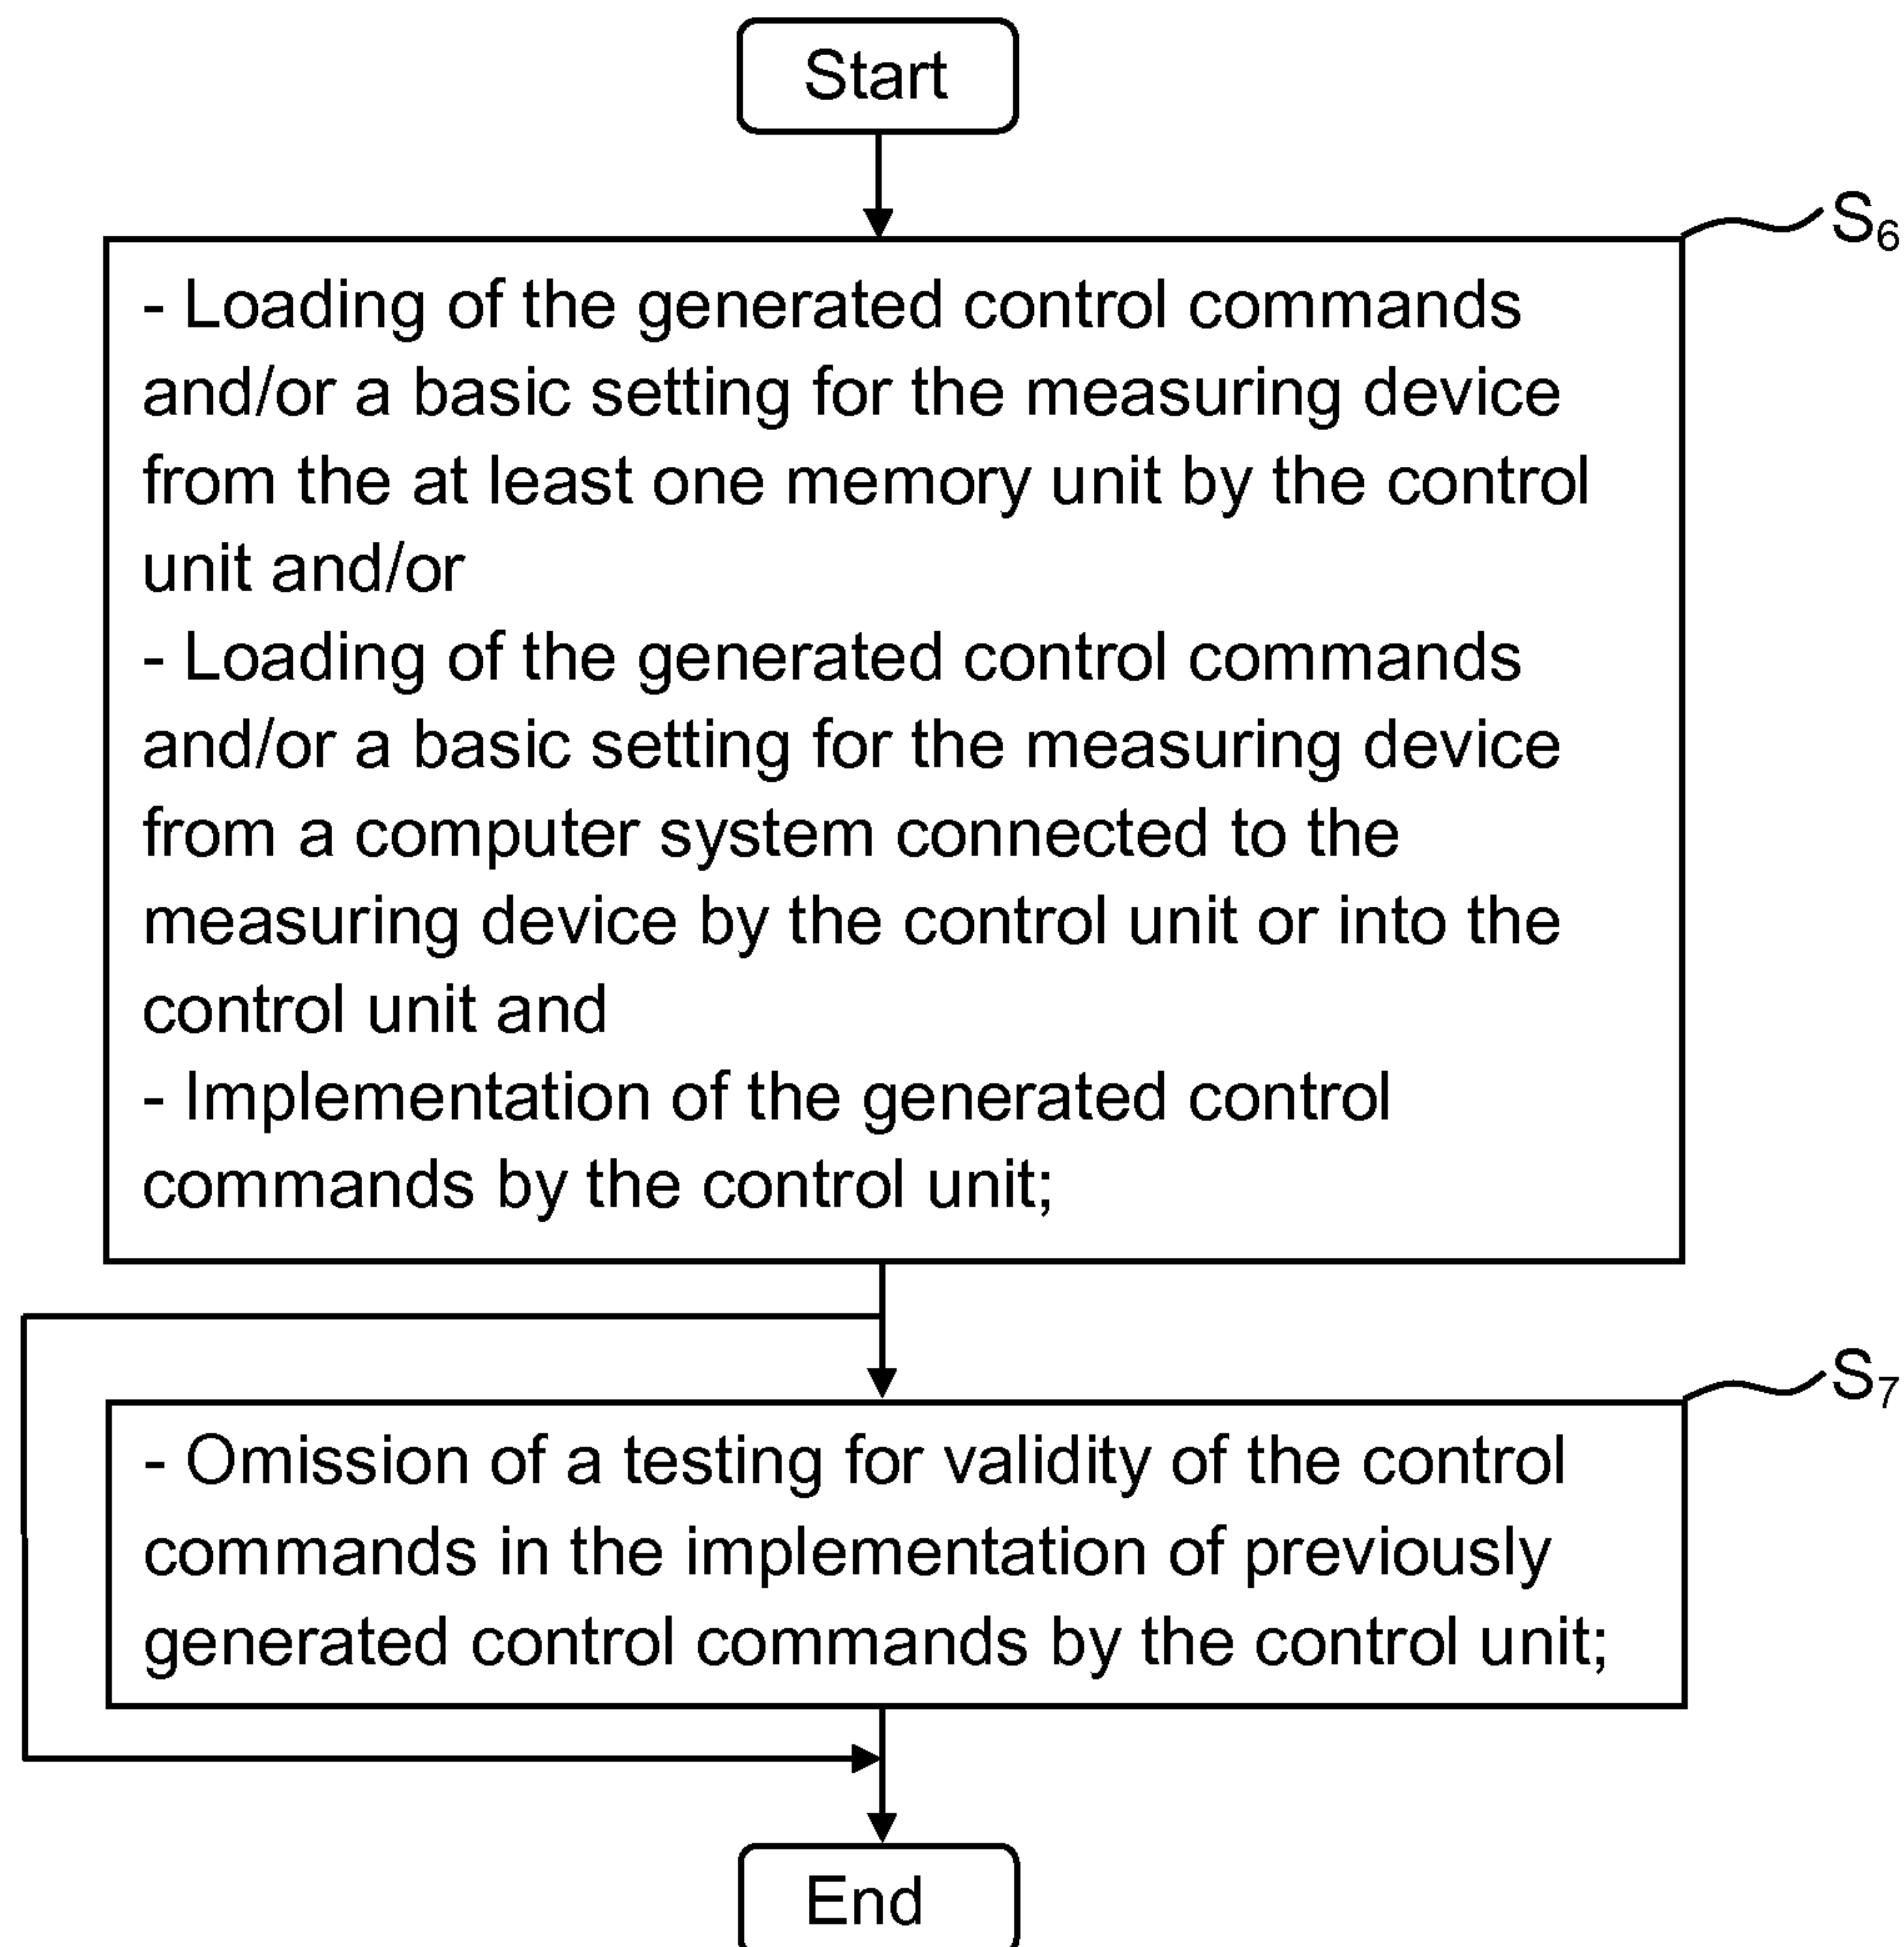 Start
S6
- Loading of the generated control commands
and/or a basic setting for the measuring device
from the at least one memory unit by the control
unit and/or
- Loading of the generated control commands
and/or a basic setting for the measuring device
from a computer system connected to the
measuring device by the control unit or into the
control unit and
- Implementation of the generated control
commands by the control unit;
S7
- Omission of a testing for validity of the control
commands in the implementation of previously
generated control commands by the control unit;
End